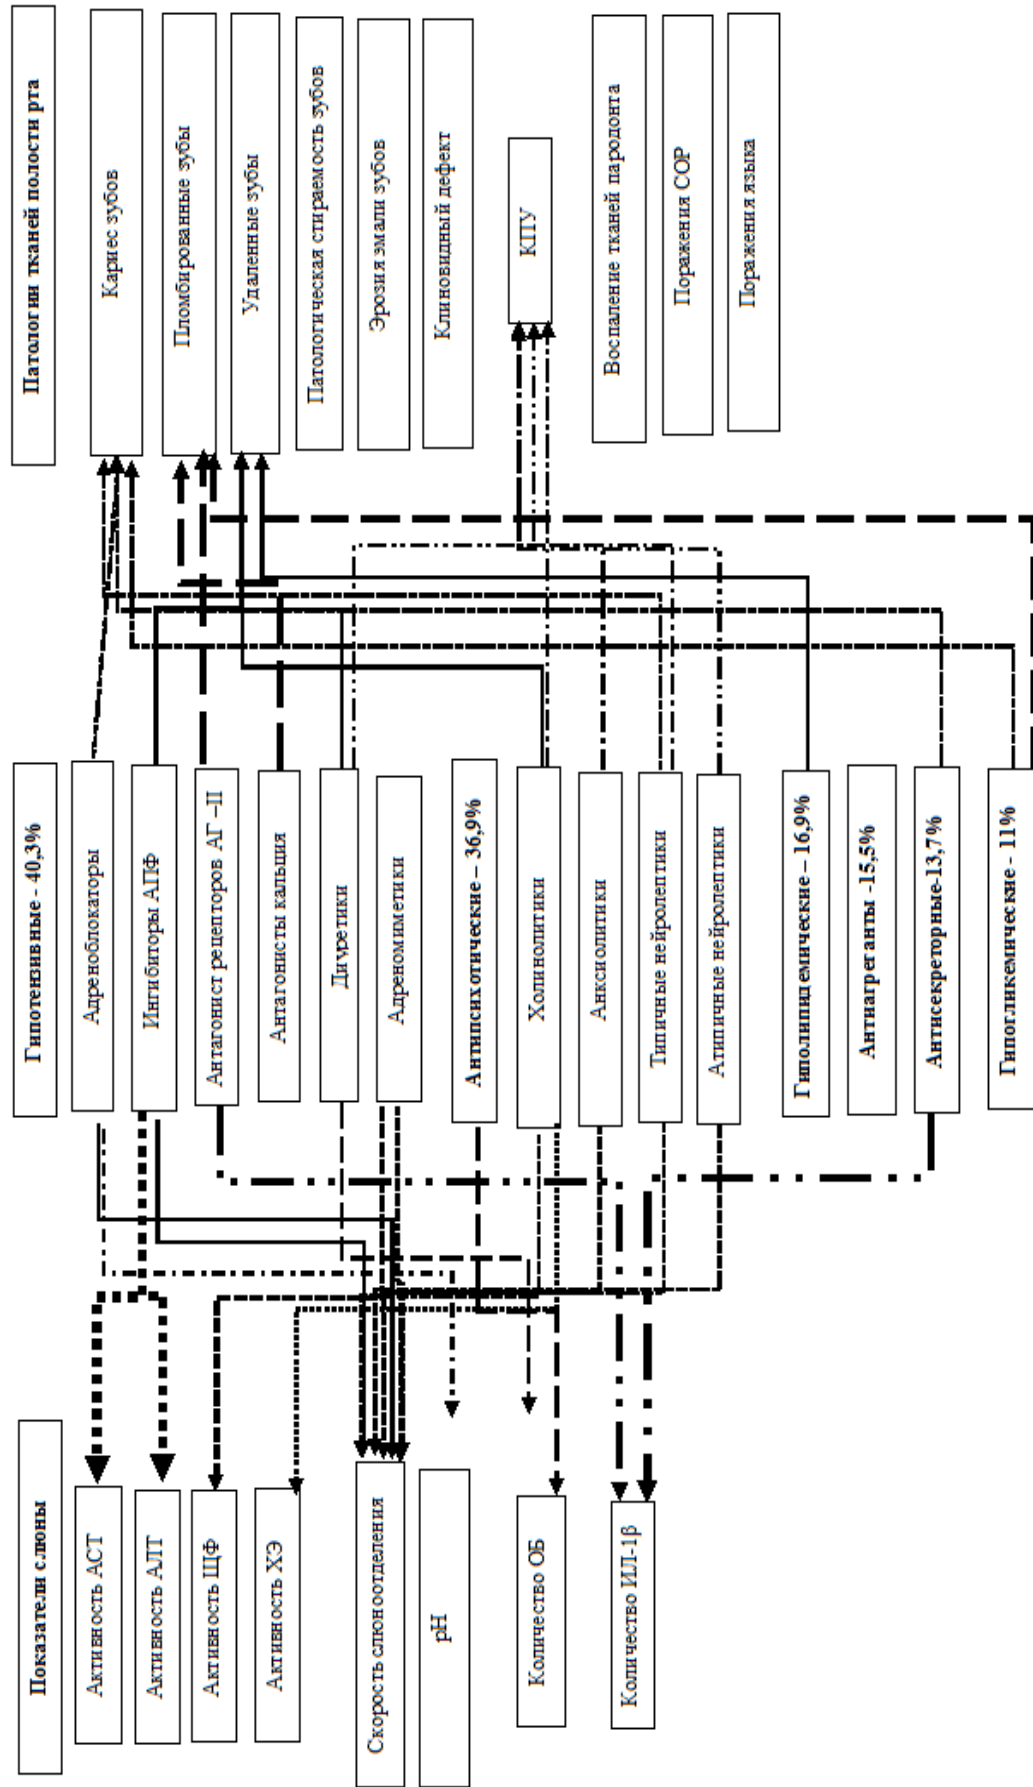 Показатели слюны
Активность АСТ
Активность АЛТ
Активность ЩФ
Активность ХЭ
Скорость слюноотделения
pH
Количество ОБ
Количество ИЛ-1β
Гипотензивные - 40,3%
Адреноблокаторы
Ингибиторы АПФ
Антагонист рецепторов АГ –II
Антагонисты кальция
Диуретики
Адреномиметики
Антипсихотические – 36,9%
Холинолитики
Анксиолитики
Типичные нейролептики
Атипичные нейролептики
Гиполипидемические – 16,9%
Антиагреганты -15,5%
Антисекреторные-13,7%
Гипогликемические - 11%
Патологии тканей полости рта
Кариес зубов
Пломбированные зубы
Удаленные зубы
Патологическая стираемость зубов
Эрозия эмали зубов
Клиновидный дефект
КПУ
Воспаление тканей пародонта
Поражения СОР
Поражения языка